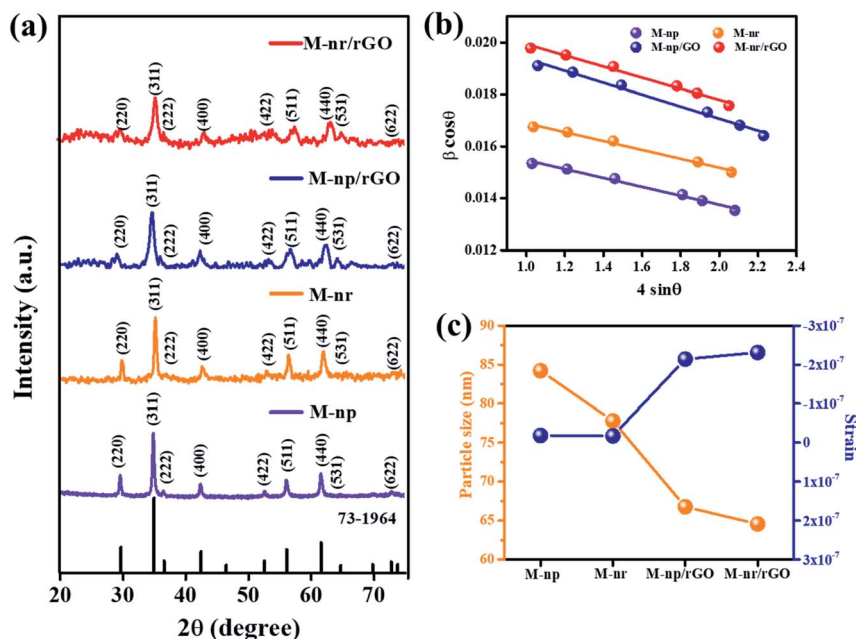 (a)
M-nr/rGO
(220)
(311)
(222)
(400)
(422)
(511)
(440)
(531)
(622)
M-np/rGO
(220)
(311)
(222)
(400)
(422)
(511)
(440)
(531)
(622)
M-nr
(220)
(311)
(222)
(400)
(422)
(511)
(440)
(531)
(622)
M-np
(220)
(311)
(222)
(400)
(422)
(511)
(440)
(531)
(622)
73-1964
Intensity (a.u.)
20 30 40 50 60 70
2θ (degree)
(b)
M-np M-nr
M-np/GO M-nr/rGO
0.020
0.018
0.016
0.014
0.012
β cosθ
1.0 1.2 1.4 1.6 1.8 2.0 2.2 2.4
4 sinθ
(c)
90
85
80
75
70
65
60
Particle size (nm)
-3x10⁻⁷
-2x10⁻⁷
-1x10⁻⁷
0
1x10⁻⁷
2x10⁻⁷
3x10⁻⁷
Strain
M-np M-nr M-np/rGO M-nr/rGO